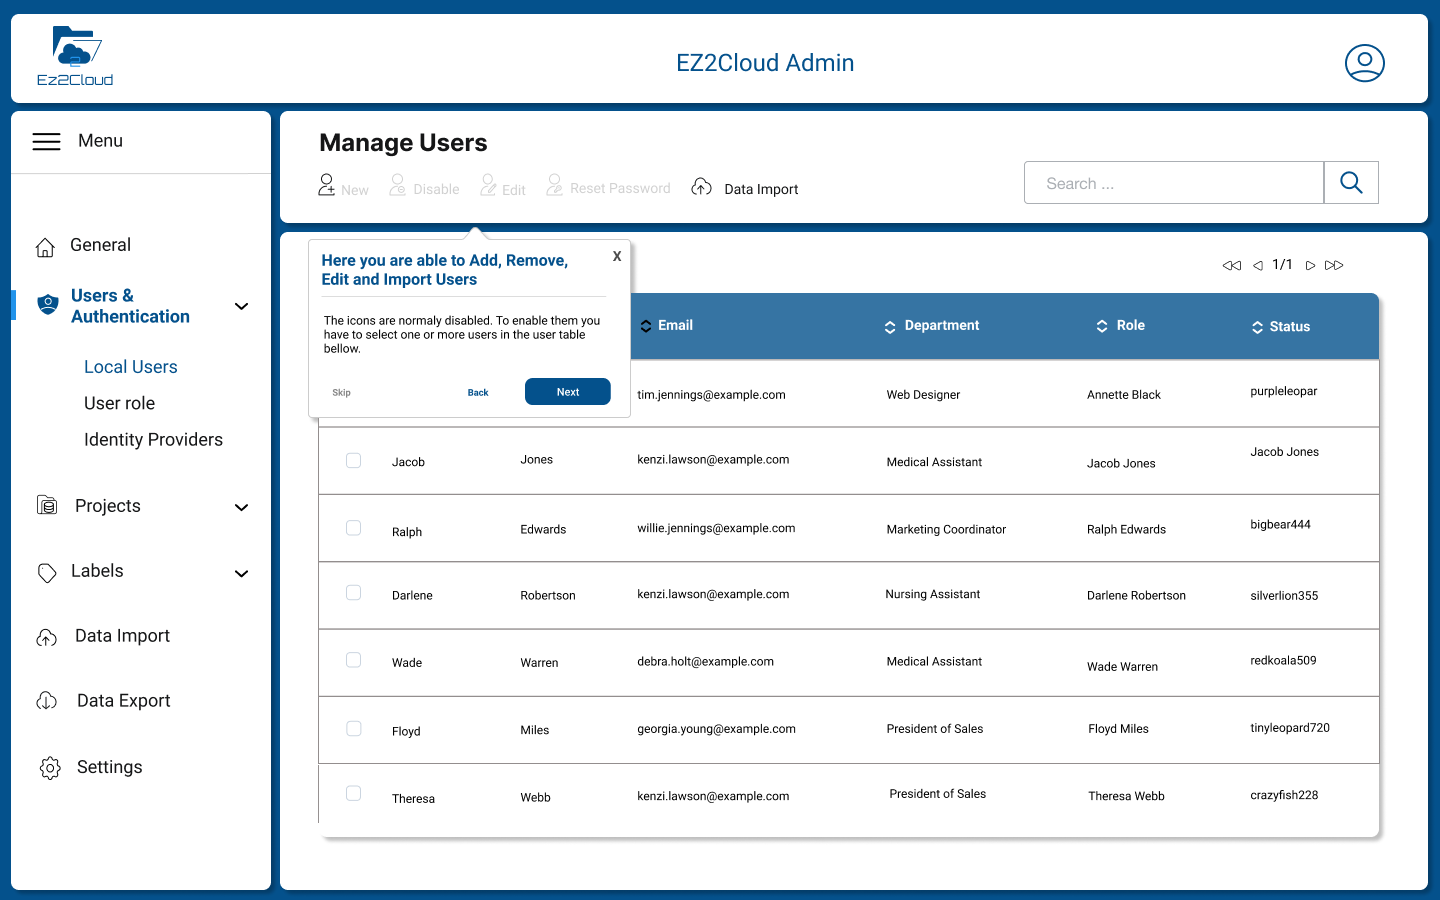 Ez2Cloud
EZ2Cloud Admin
Menu
General
Users &
Authentication
Local Users
User role
Identity Providers
Projects
Labels
Data Import
Data Export
Settings
Manage Users
New
Disable
Edit
Reset Password
Data Import
Search ...
Here you are able to Add, Remove,
Edit and Import Users
X
The icons are normaly disabled. To enable them you
have to select one or more users in the user table
bellow.
Skip
Back
Next
1/1
Email Department Role Status
tim.jennings@example.com Web Designer Annette Black purpleleopar
Jacob Jones kenzi.lawson@example.com Medical Assistant Jacob Jones Jacob Jones
Ralph Edwards willie.jennings@example.com Marketing Coordinator Ralph Edwards bigbear444
Darlene Robertson kenzi.lawson@example.com Nursing Assistant Darlene Robertson silverlion355
Wade Warren debra.holt@example.com Medical Assistant Wade Warren redkoala509
Floyd Miles georgia.young@example.com President of Sales Floyd Miles tinyleopard720
Theresa Webb kenzi.lawson@example.com President of Sales Theresa Webb crazyfish228